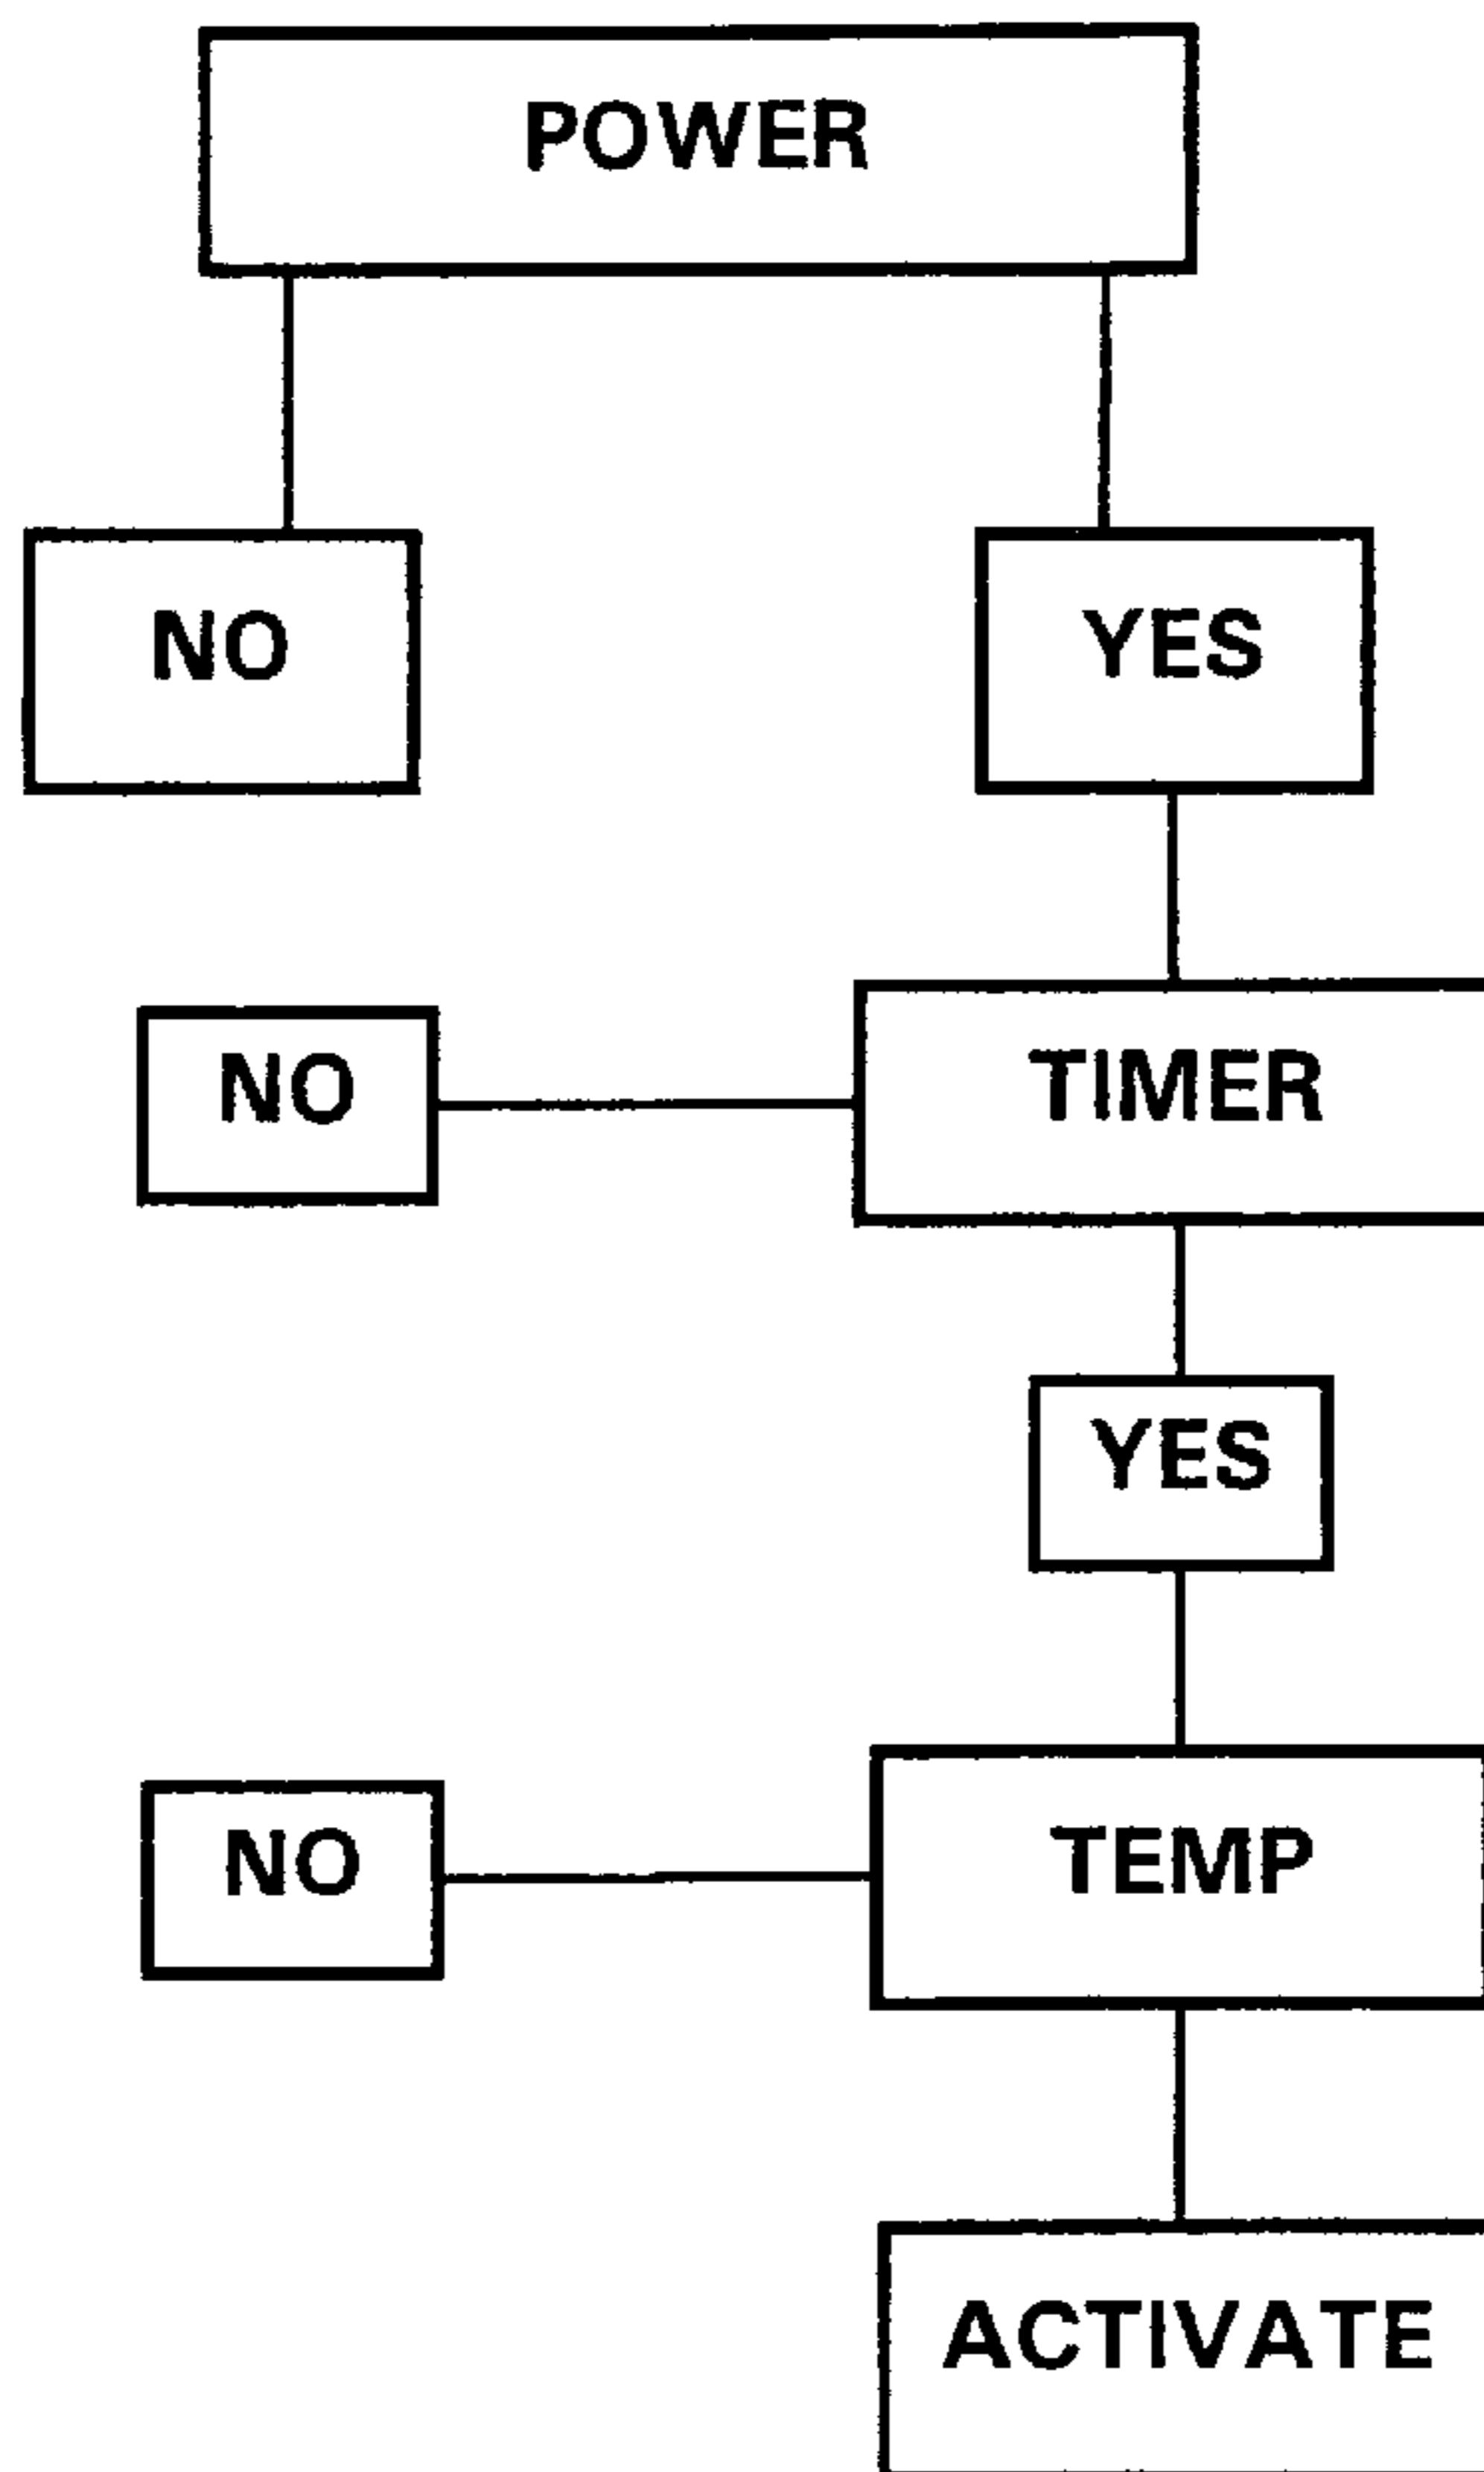 POWER
NO
YES
NO
TIMER
YES
NO
TEMP
ACTIVATE